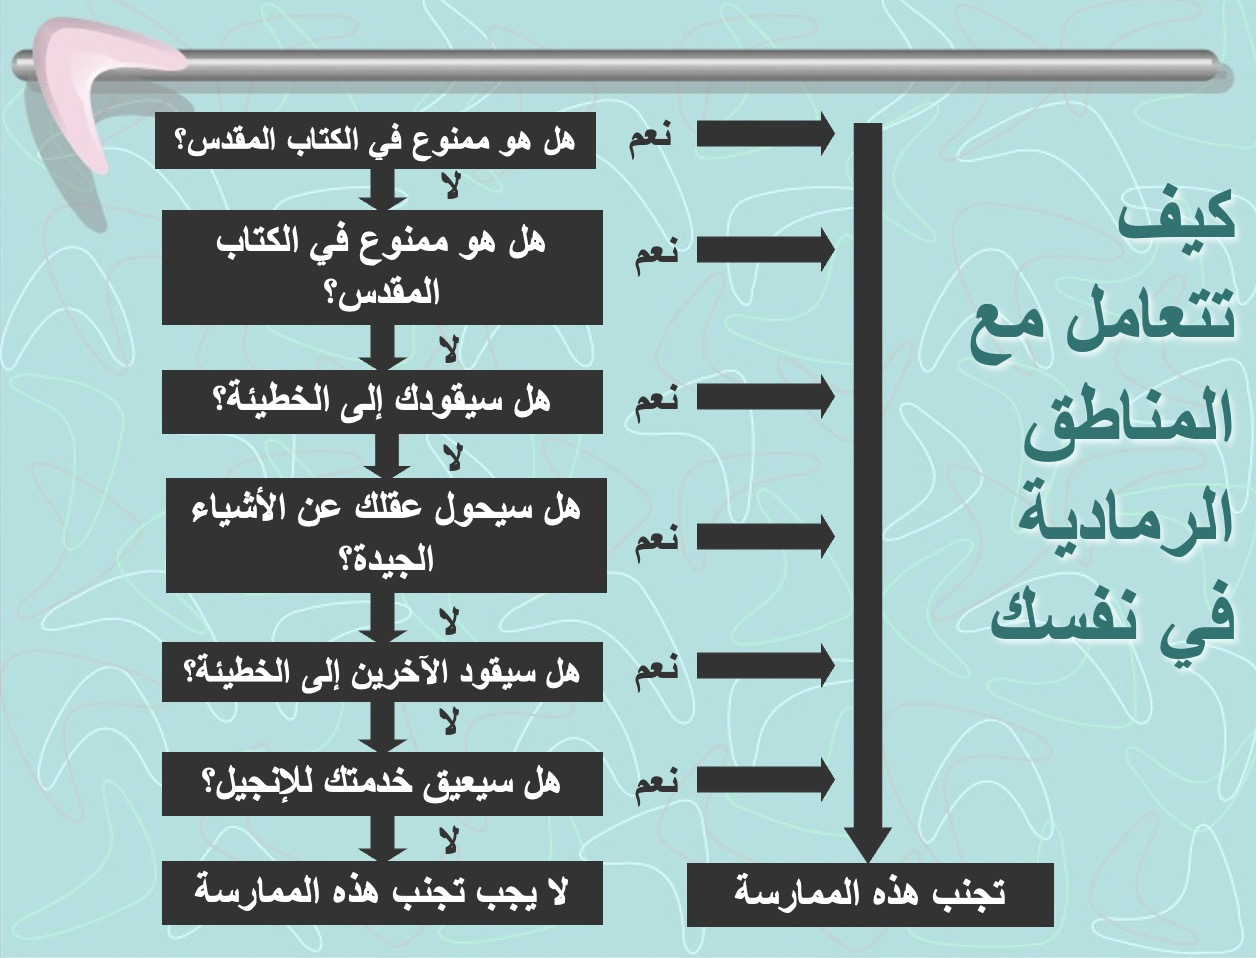 كيف
تتعامل مع
المناطق
الرمادية
في نفسك
هل هو ممنوع في الكتاب المقدس؟
نعم
لا
هل هو ممنوع في الكتاب
المقدس؟
نعم
لا
هل سيقودك إلى الخطيئة؟
نعم
لا
هل سيحول عقلك عن الأشياء
الجيدة؟
نعم
لا
هل سيقود الآخرين إلى الخطيئة؟
نعم
لا
هل سيعيق خدمتك للإنجيل؟
نعم
لا
لا يجب تجنب هذه الممارسة
تجنب هذه الممارسة